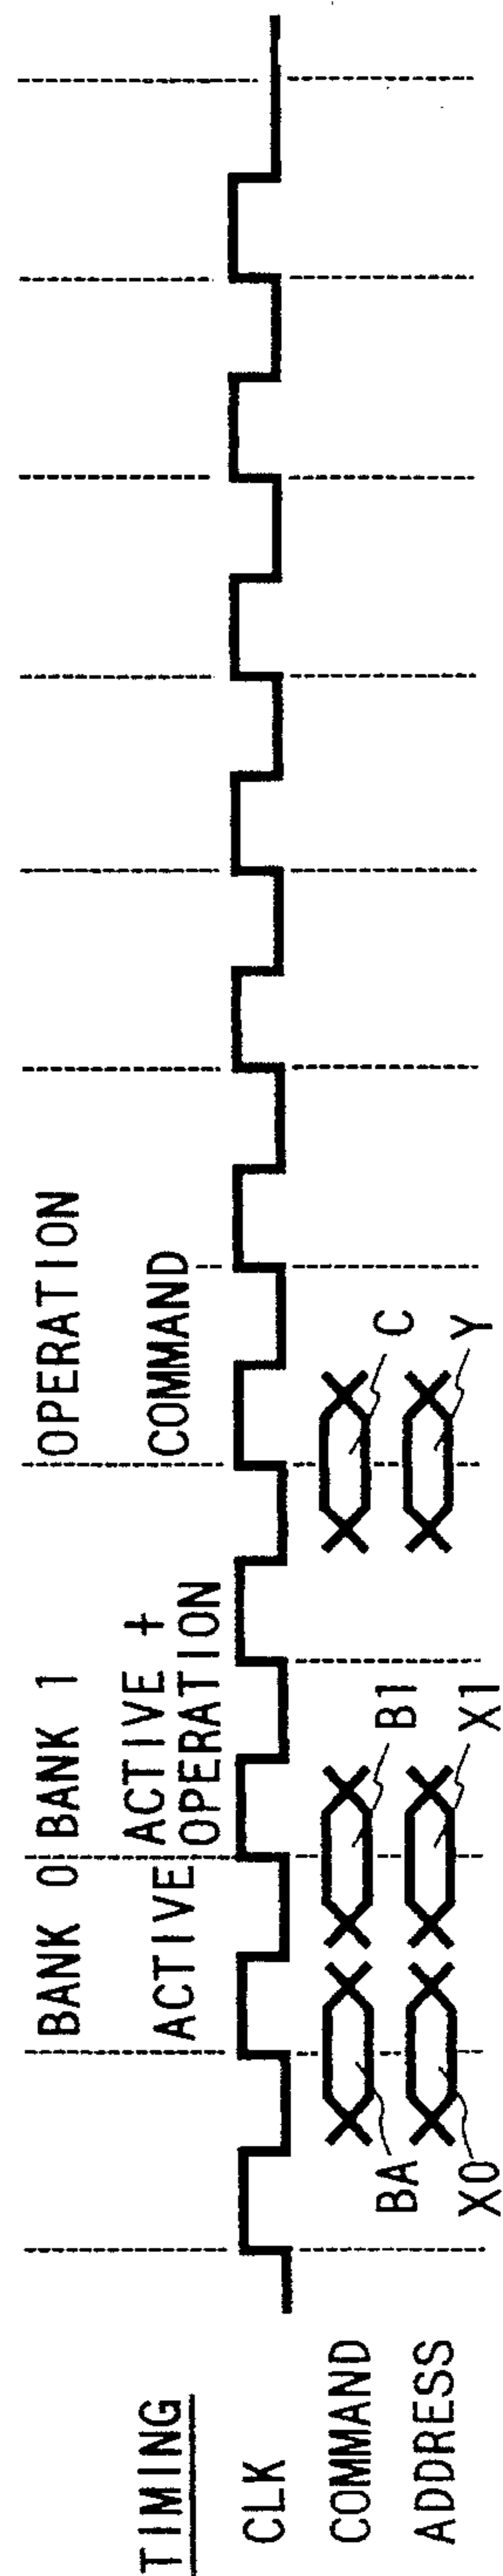 BANK 0 BANK 1 OPERATION
TIMING ACTIVE ACTIVE + COMMAND
OPERATION
CLK
COMMAND BA B1 C
ADDRESS X0 X1 Y